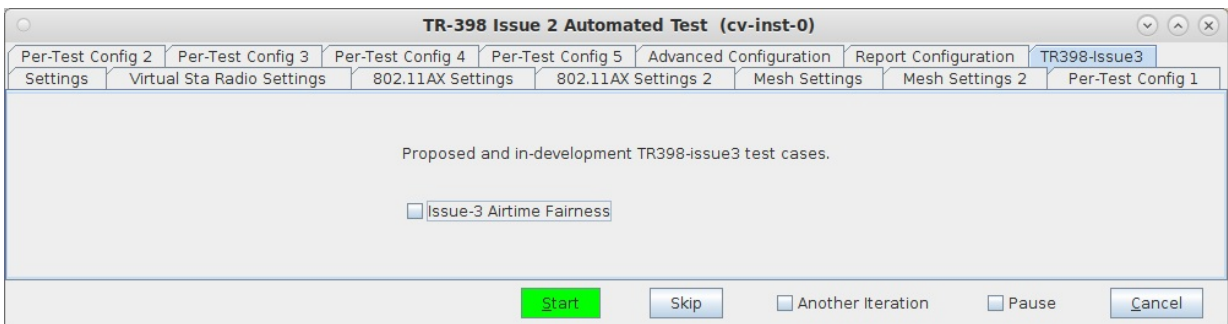 TR-398 Issue 2 Automated Test (cv-inst-0)
Per-Test Config 2 Per-Test Config 3 Per-Test Config 4 Per-Test Config 5 Advanced Configuration Report Configuration TR398-Issue3
Settings Virtual Sta Radio Settings 802.11AX Settings 802.11AX Settings 2 Mesh Settings Mesh Settings 2 Per-Test Config 1
Proposed and in-development TR398-issue3 test cases.
Issue-3 Airtime Fairness
Start Skip Another Iteration Pause Cancel